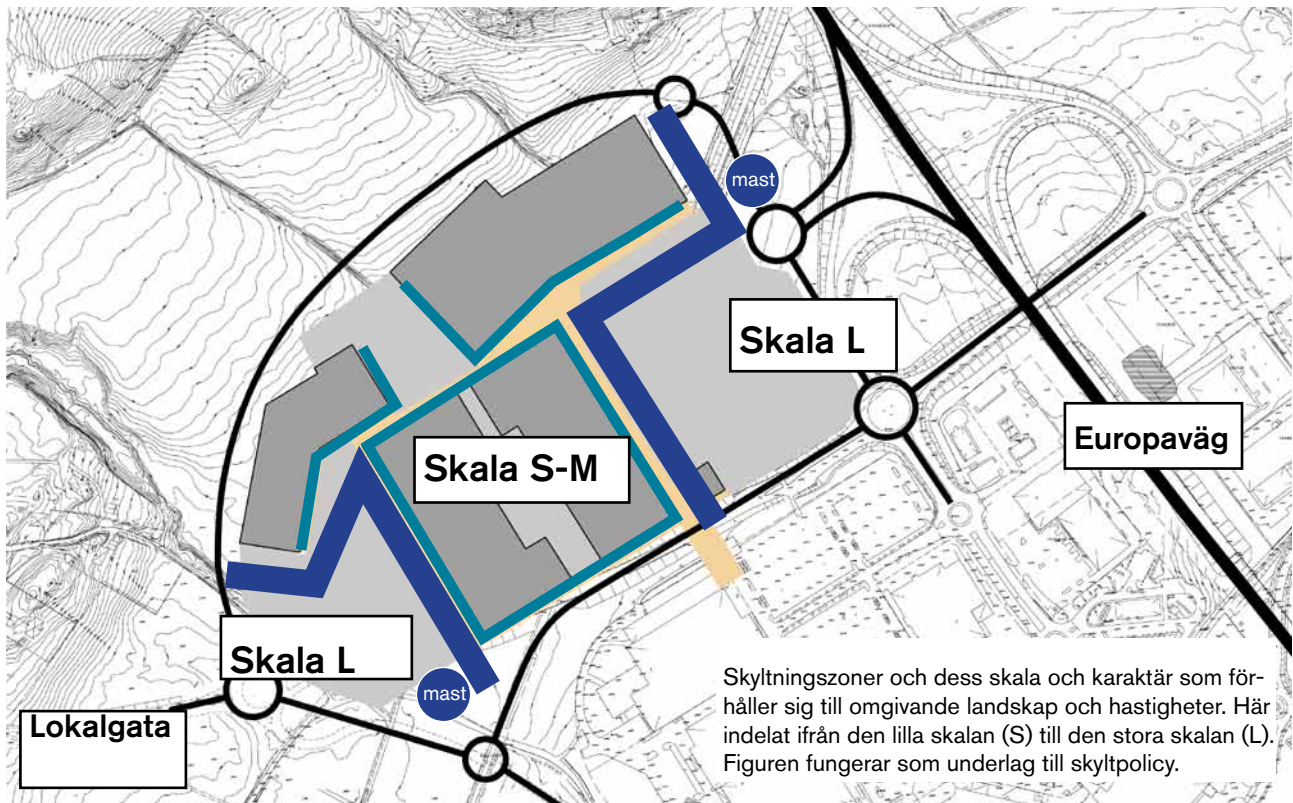 mast
Skala L
Europaväg
Skala S-M
Skala L
mast
Lokalgata
Skyltningszoner och dess skala och karaktär som för-
håller sig till omgivande landskap och hastigheter. Här
indelat ifrån den lilla skalan (S) till den stora skalan (L).
Figuren fungerar som underlag till skyltpolicy.